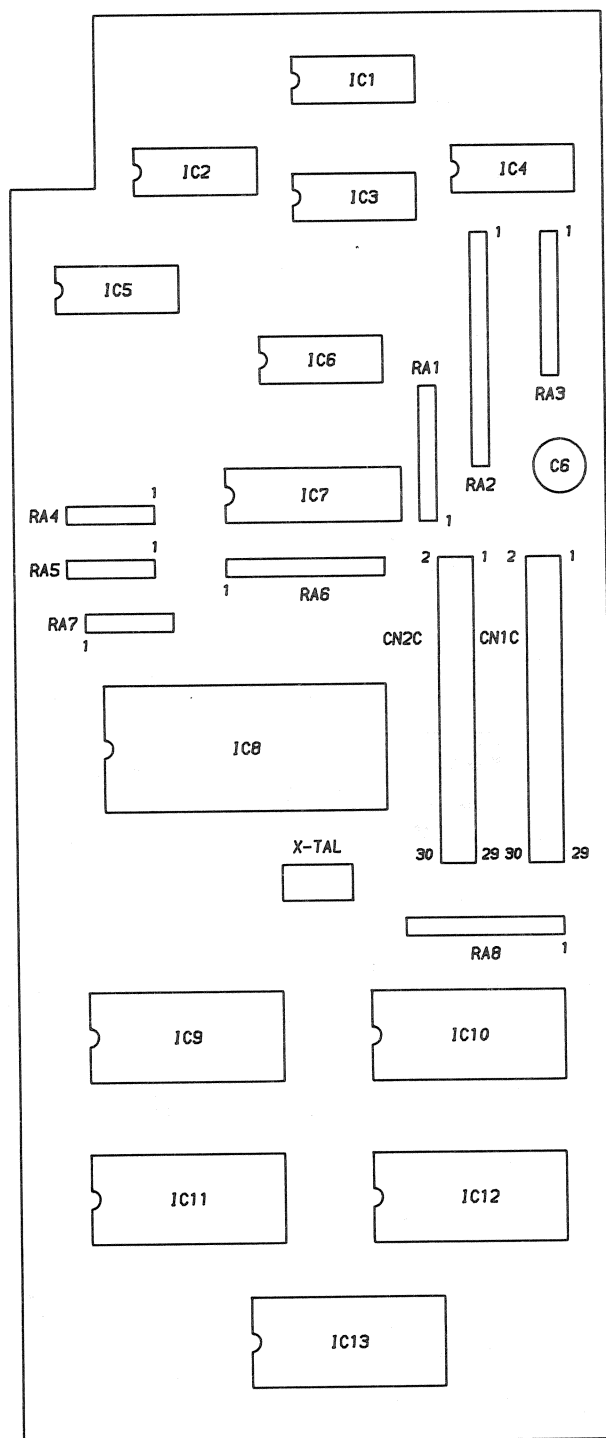 IC1
IC2
IC3
IC4
1
1
IC5
IC6
RA1
RA3
C6
RA2
1
IC7
RA4
1
1
RA5
1
RA6
2
1
2
1
RA7
1
CN2C
CN1C
IC8
X-TAL
30
29
30
29
RA8
1
IC9
IC10
IC11
IC12
IC13